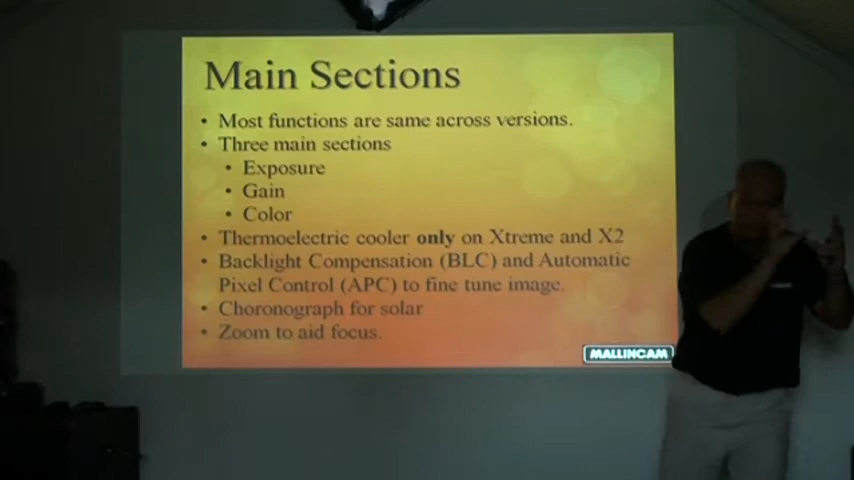 Main Sections
• Most functions are same across versions.
• Three main sections
• Exposure
• Gain
• Color
• Thermoelectric cooler only on Xtreme and X2
• Backlight Compensation (BLC) and Automatic
Pixel Control (APC) to fine tune image.
• Choronograph for solar
• Zoom to aid focus.
MALLINCAM